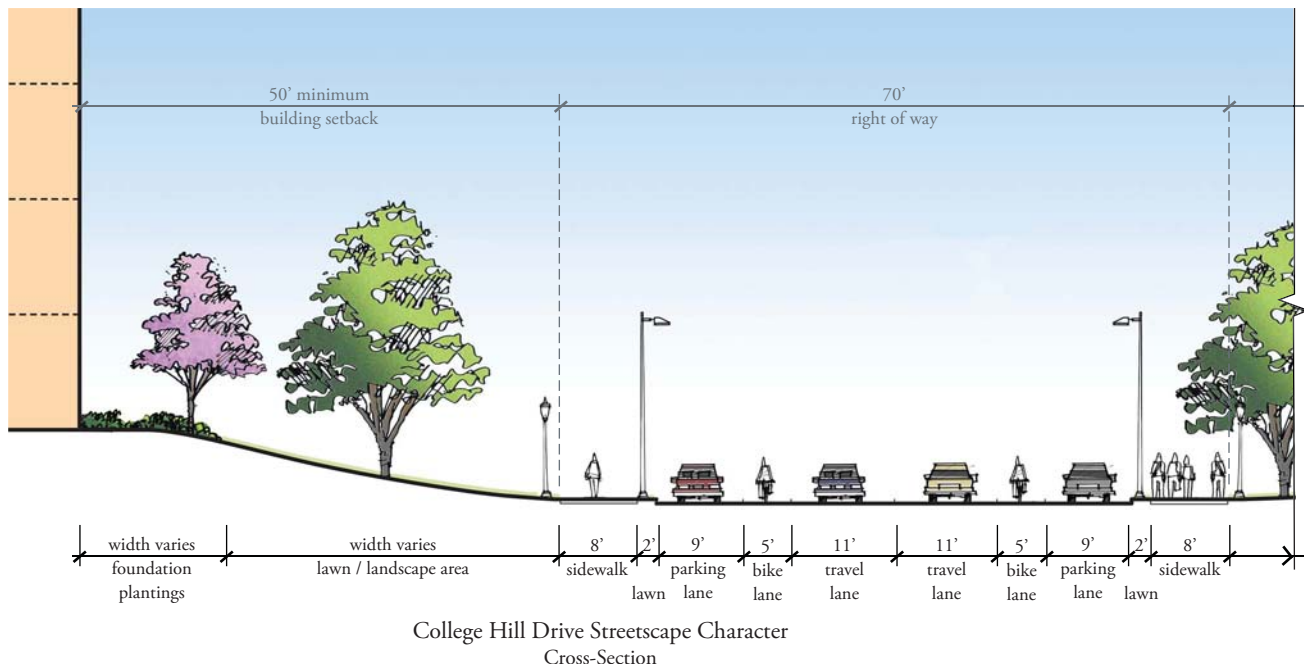 50' minimum
building setback
70'
right of way
width varies
foundation
plantings
width varies
lawn / landscape area
8'
sidewalk
2'
lawn
9'
parking
lane
5'
bike
lane
11'
travel
lane
11'
travel
lane
5'
bike
lane
9'
parking
lane
2'
lawn
8'
sidewalk
College Hill Drive Streetscape Character
Cross-Section